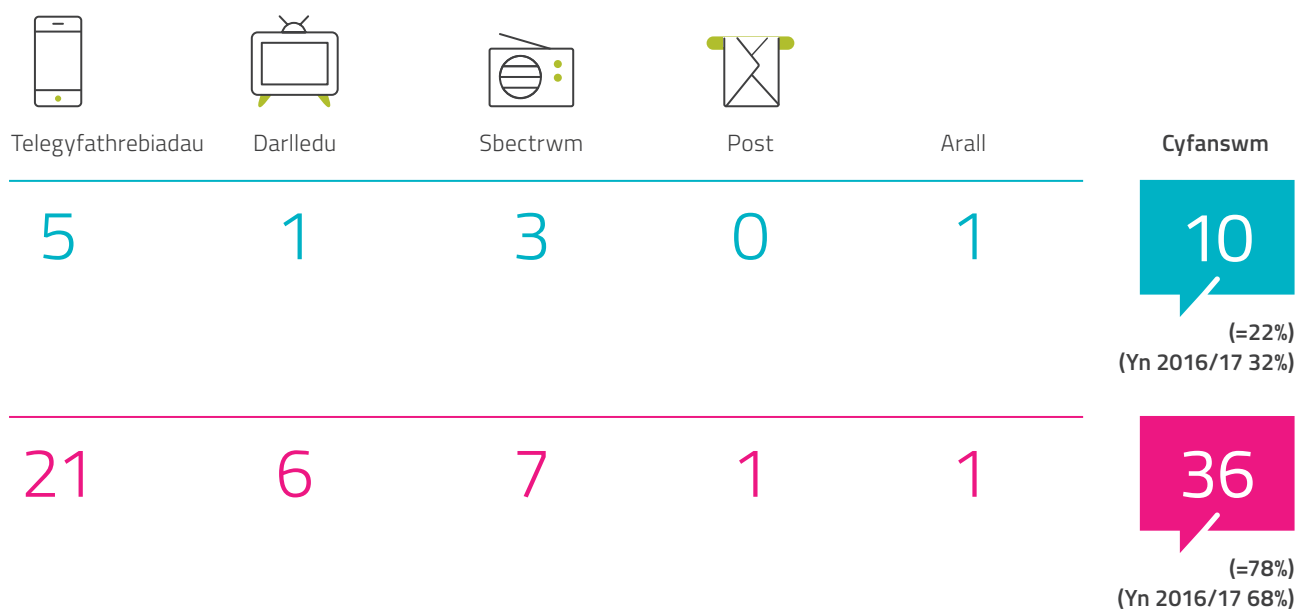 Telegyfathrebiadau Darlledu Sbectrwm Post Arall Cyfanswm
5 1 3 0 1 10
(=22%)
(Yn 2016/17 32%)
21 6 7 1 1 36
(=78%)
(Yn 2016/17 68%)